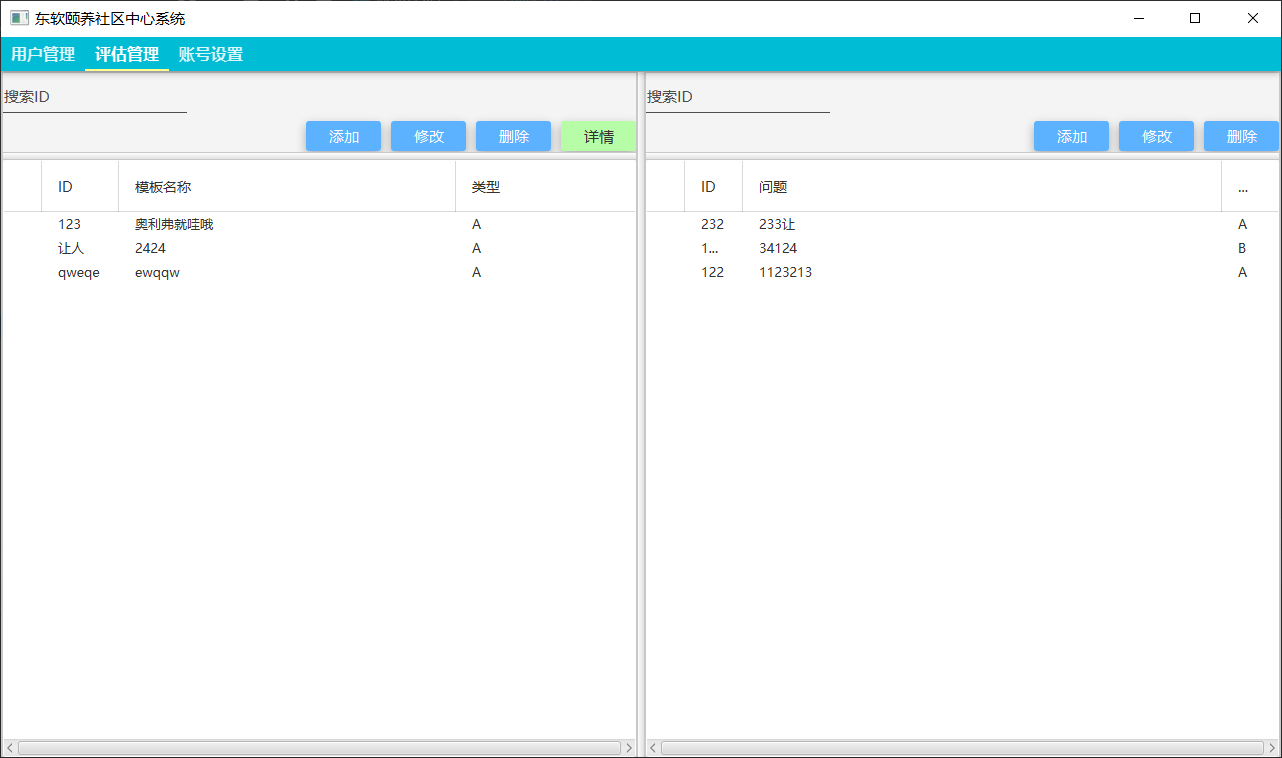 东软颐养社区中心系统
用户管理 评估管理 账号设置
搜索ID
添加 修改 删除 详情
ID 模板名称 类型
123 奥利弗就哇哦 A
让人 2424 A
qweqe ewqqw A
搜索ID
添加 修改 删除
ID 问题 ...
232 233让 A
1... 34124 B
122 1123213 A